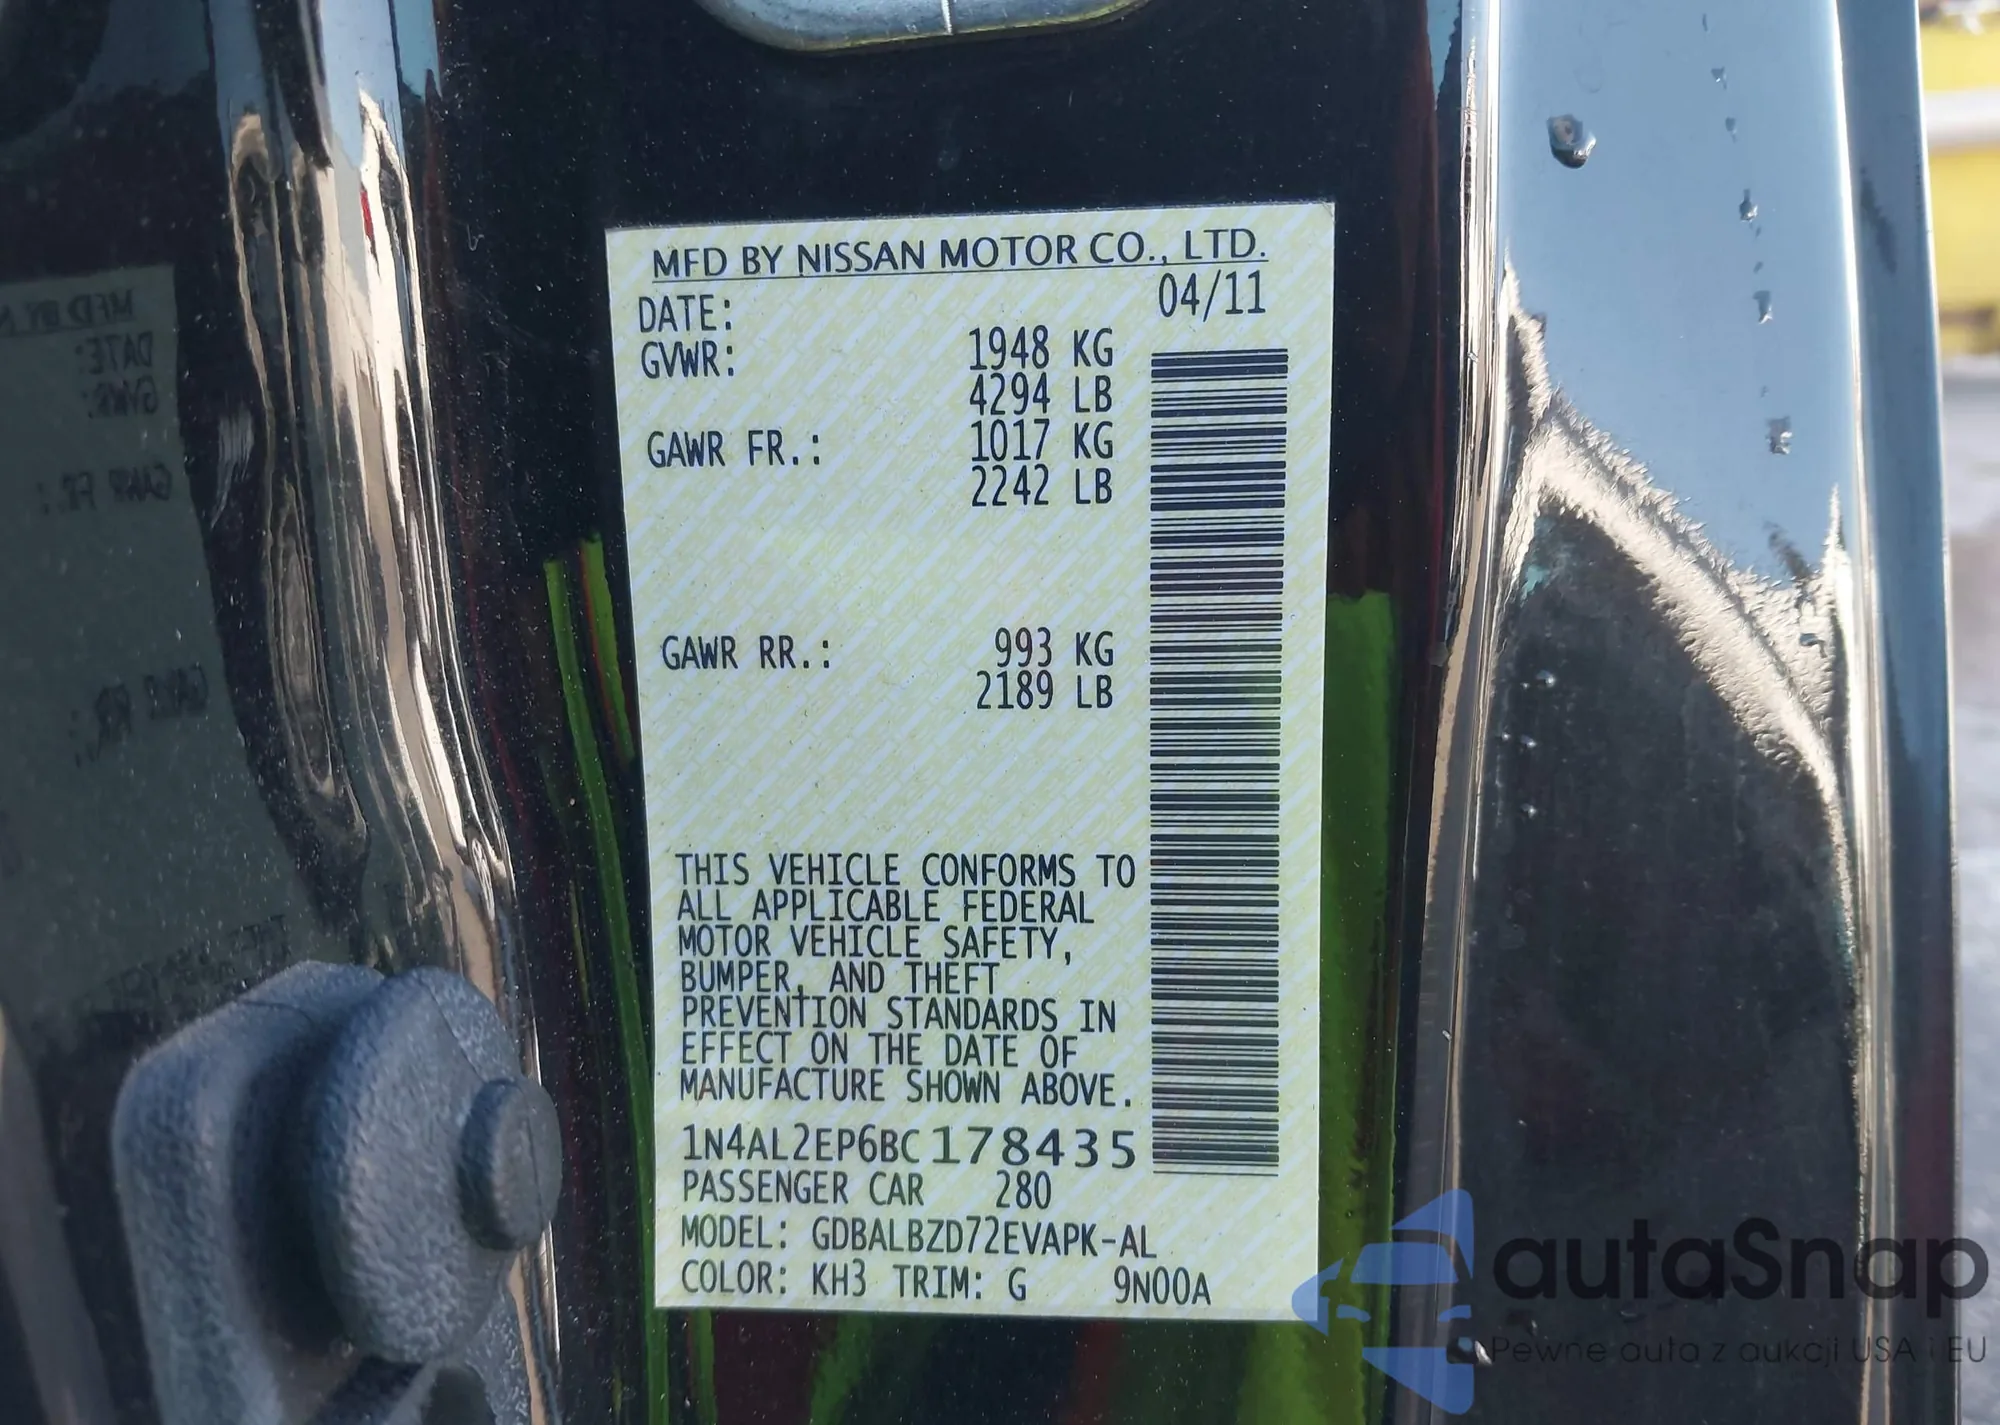 MFD BY NISSAN MOTOR CO., LTD.
DATE: 04/11
GVWR: 1948 KG
4294 LB
GAWR FR.: 1017 KG
2242 LB
GAWR RR.: 993 KG
2189 LB
THIS VEHICLE CONFORMS TO
ALL APPLICABLE FEDERAL
MOTOR VEHICLE SAFETY,
BUMPER, AND THEFT
PREVENTION STANDARDS IN
EFFECT ON THE DATE OF
MANUFACTURE SHOWN ABOVE.
1N4AL2EP6BC178435
PASSENGER CAR 280
MODEL: GDBALBZD72EVAPK-AL
COLOR: KH3 TRIM: G 9N00A
autaSnap
Pewne auta z aukcji USA i EU